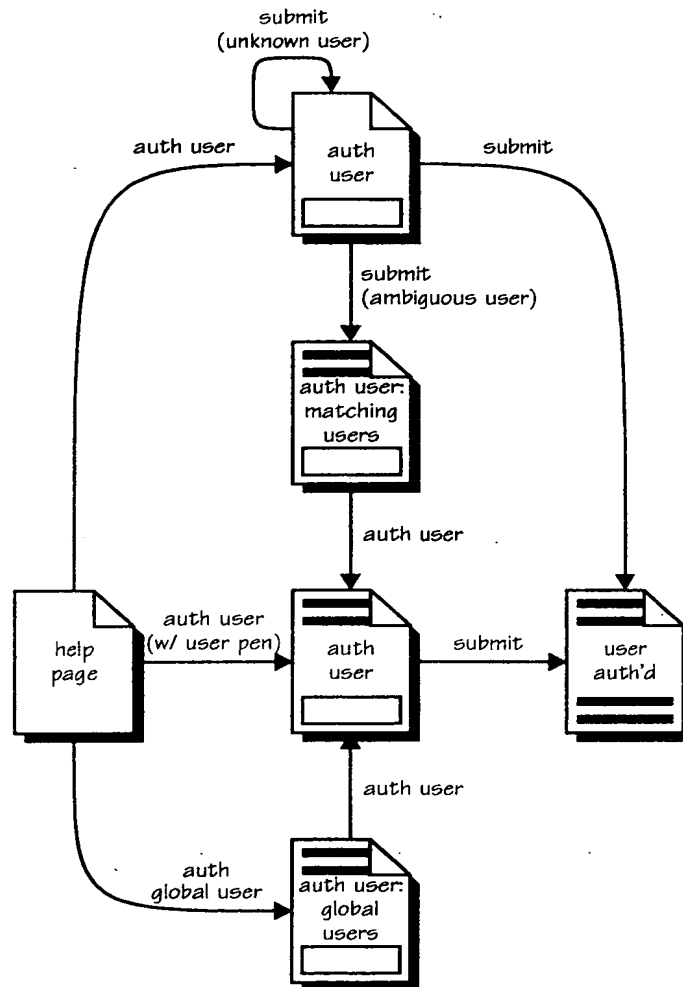 submit
(unknown user)
auth user
auth
user
submit
submit
(ambiguous user)
auth user:
matching
users
auth user
help
page
auth user
(w/ user pen)
auth
user
submit
user
auth'd
auth user
auth
global user
auth user:
global
users